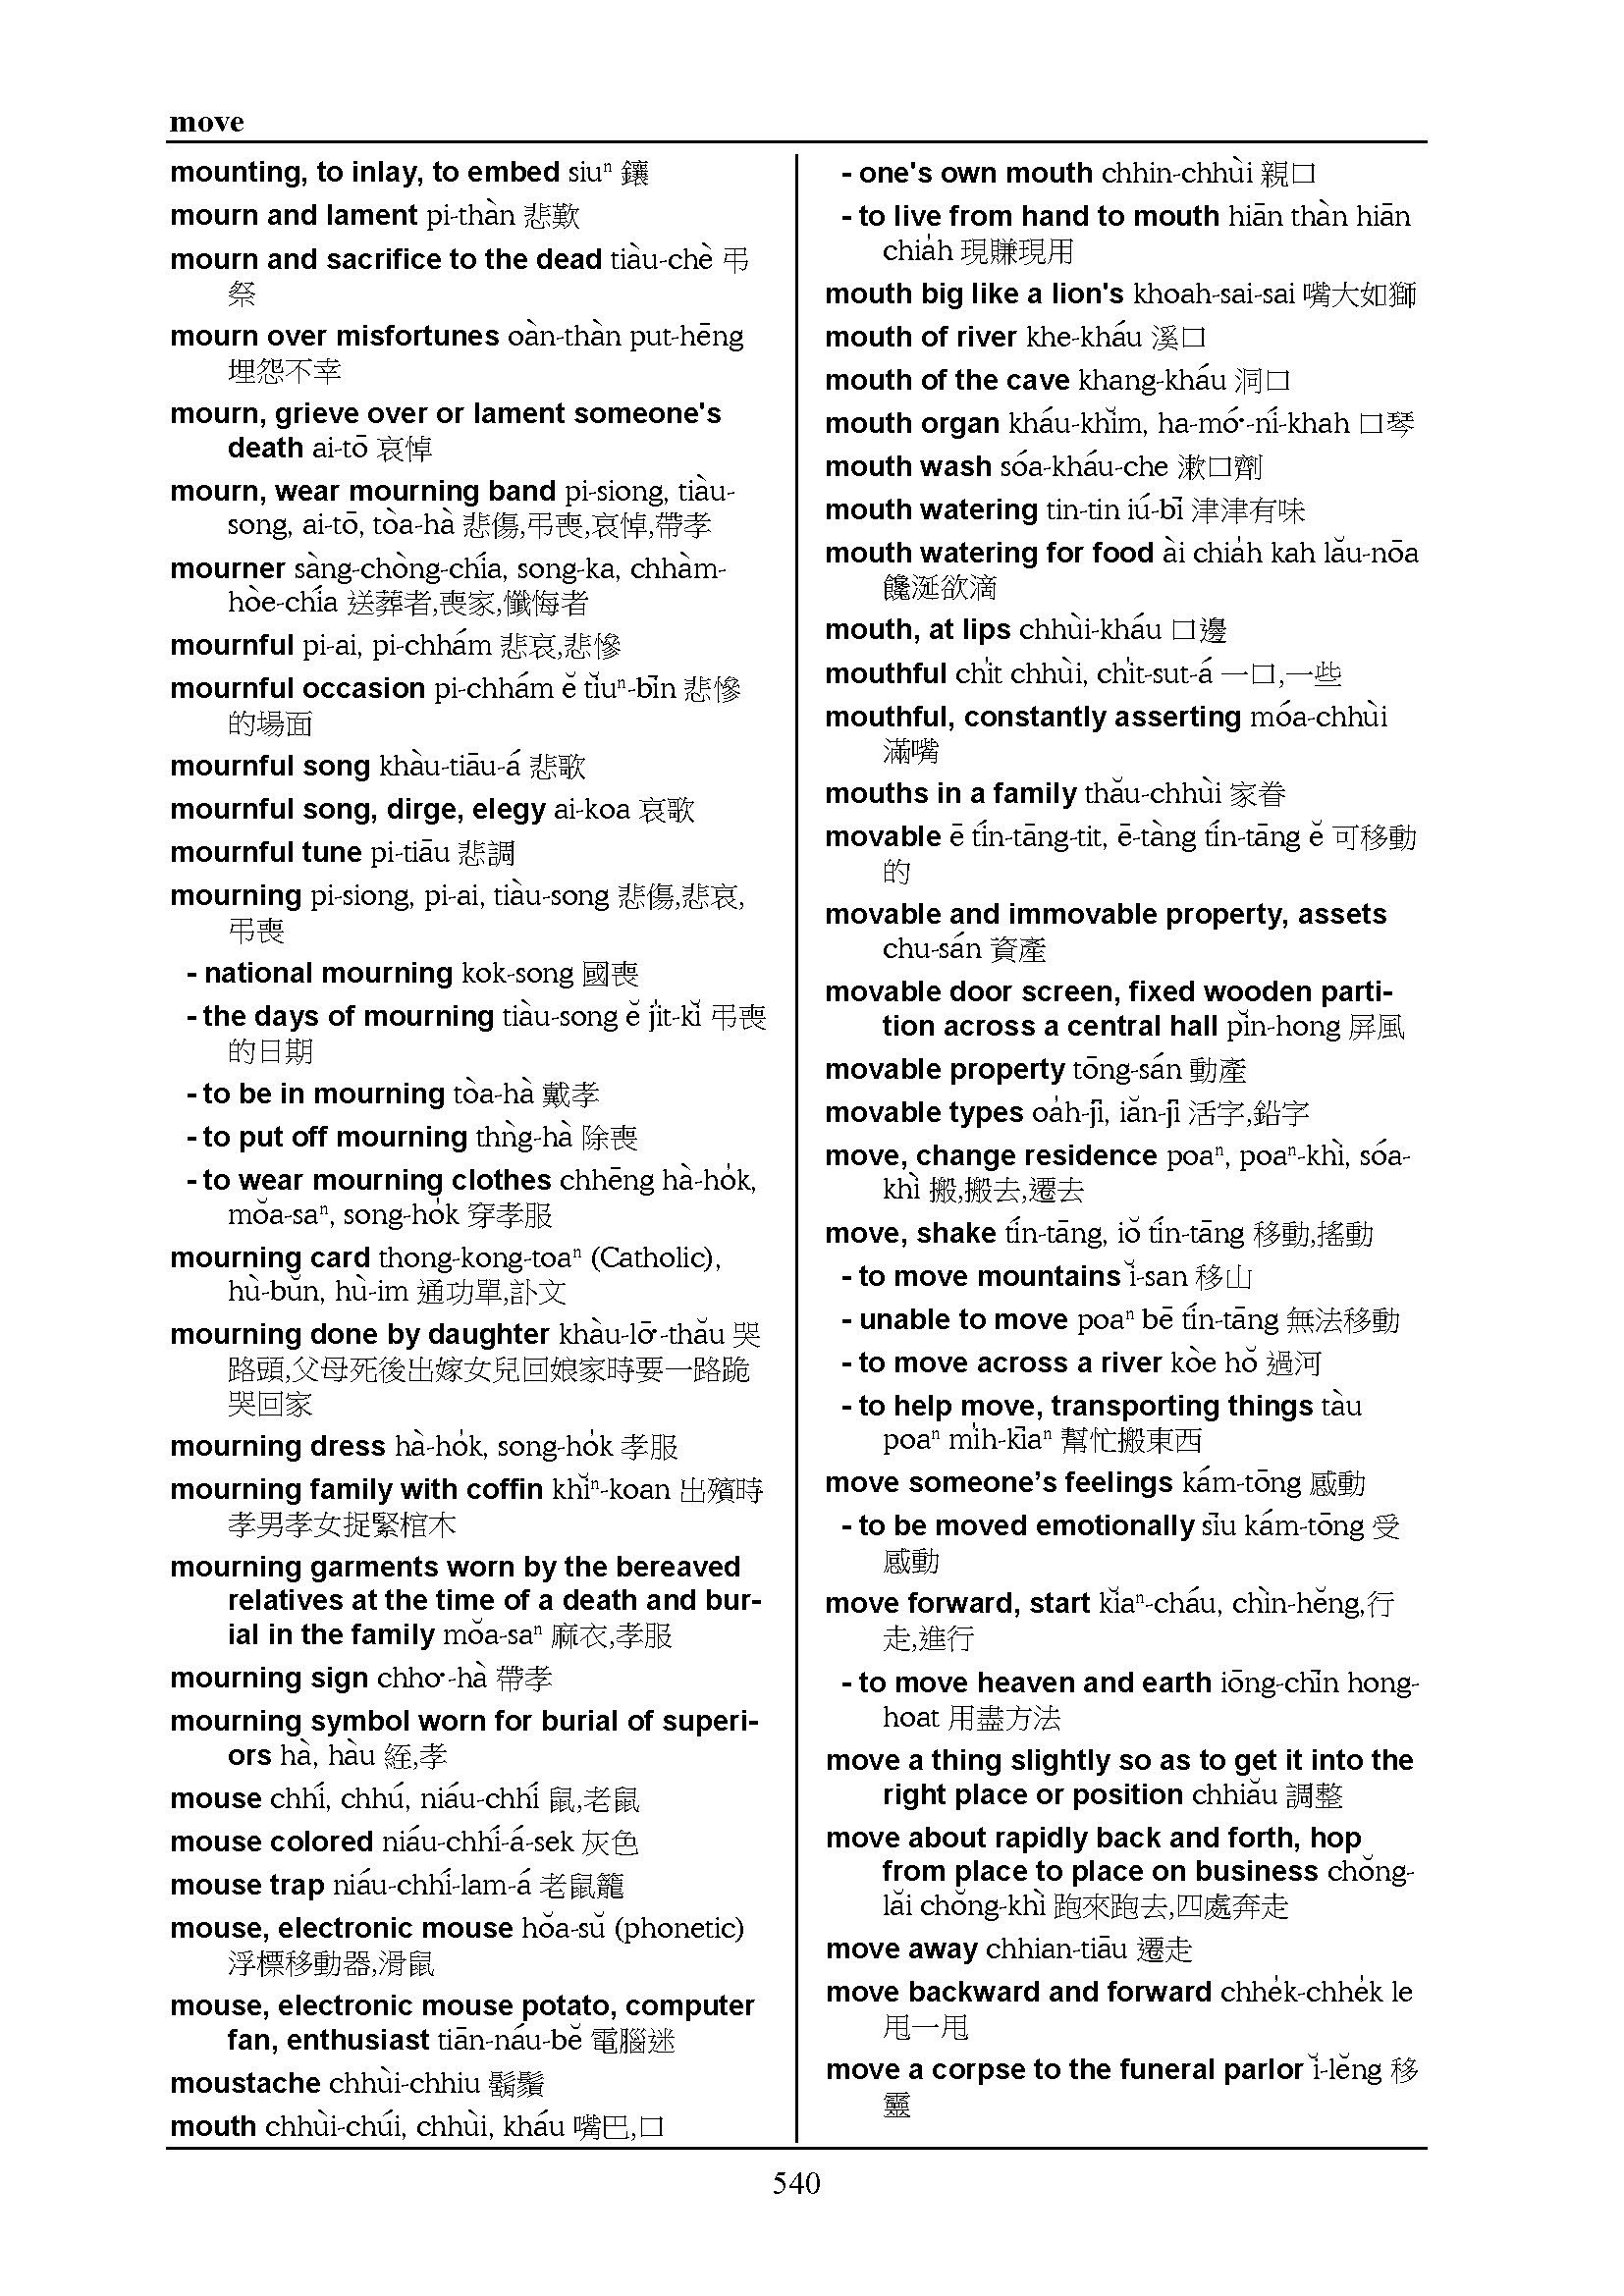 move
mounting, to inlay, to embed siuⁿ 鑲
mourn and lament pi-thàn 悲歎
mourn and sacrifice to the dead tiàu-chè 弔
祭
mourn over misfortunes oàn-thàn put-hēng
埋怨不幸
mourn, grieve over or lament someone's
death ai-tō 哀悼
mourn, wear mourning band pi-siong, tiàu-
song, ai-tō, tòa-hà 悲傷,弔喪,哀悼,帶孝
mourner sàng-chòng-chía, song-ka, chhàm-
hòe-chía 送葬者,喪家,懺悔者
mournful pi-ai, pi-chhám 悲哀,悲慘
mournful occasion pi-chhám ĕ tĭuⁿ-bīn 悲慘
的場面
mournful song khàu-tiāu-á 悲歌
mournful song, dirge, elegy ai-koa 哀歌
mournful tune pi-tiāu 悲調
mourning pi-siong, pi-ai, tiàu-song 悲傷,悲哀,
弔喪
- national mourning kok-song 國喪
- the days of mourning tiàu-song ĕ ji̍t-kĭ 弔喪
的日期
- to be in mourning tòa-hà 戴孝
- to put off mourning thǹg-hà 除喪
- to wear mourning clothes chhēng hà-ho̍k,
mŏa-saⁿ, song-ho̍k 穿孝服
mourning card thong-kong-toaⁿ (Catholic),
hù-bŭn, hù-im 通功單,訃文
mourning done by daughter khàu-lō͘-thău 哭
路頭,父母死後出嫁女兒回娘家時要一路跪
哭回家
mourning dress hà-ho̍k, song-ho̍k 孝服
mourning family with coffin khĭⁿ-koan 出殯時
孝男孝女捉緊棺木
mourning garments worn by the bereaved
relatives at the time of a death and bur-
ial in the family mŏa-saⁿ 麻衣,孝服
mourning sign chho͘-hà 帶孝
mourning symbol worn for burial of superi-
ors hà, hàu 絰,孝
mouse chhí, chhú, niáu-chhí 鼠,老鼠
mouse colored niáu-chhí-á-sek 灰色
mouse trap niáu-chhí-lam-á 老鼠籠
mouse, electronic mouse hŏa-sŭ (phonetic)
浮標移動器,滑鼠
mouse, electronic mouse potato, computer
fan, enthusiast tiān-náu-bĕ 電腦迷
moustache chhùi-chhiu 鬍鬚
mouth chhùi-chúi, chhùi, kháu 嘴巴,口
- one's own mouth chhin-chhùi 親口
- to live from hand to mouth hiān thàn hiān
chia̍h 現賺現用
mouth big like a lion's khoah-sai-sai 嘴大如獅
mouth of river khe-kháu 溪口
mouth of the cave khang-kháu 洞口
mouth organ kháu-khĭm, ha-mó͘-ní-khah 口琴
mouth wash sóa-kháu-che 漱口劑
mouth watering tin-tin iú-bī 津津有味
mouth watering for food ài chia̍h kah lău-nōa
饞涎欲滴
mouth, at lips chhùi-kháu 口邊
mouthful chi̍t chhùi, chi̍t-sut-á 一口,一些
mouthful, constantly asserting móa-chhùi
滿嘴
mouths in a family thău-chhùi 家眷
movable ē tín-tāng-tit, ē-tàng tín-tāng ĕ 可移動
的
movable and immovable property, assets
chu-sán 資產
movable door screen, fixed wooden parti-
tion across a central hall pĭn-hong 屏風
movable property tōng-sán 動產
movable types oa̍h-jī, iăn-jī 活字,鉛字
move, change residence poaⁿ, poaⁿ-khì, sóa-
khì 搬,搬去,遷去
move, shake tín-tāng, iŏ tín-tāng 移動,搖動
- to move mountains ĭ-san 移山
- unable to move poaⁿ bē tín-tāng 無法移動
- to move across a river kòe hŏ 過河
- to help move, transporting things tàu
poaⁿ mi̍h-kīaⁿ 幫忙搬東西
move someone’s feelings kám-tōng 感動
- to be moved emotionally sīu kám-tōng 受
感動
move forward, start kĭaⁿ-cháu, chìn-hĕng,行
走,進行
- to move heaven and earth iōng-chīn hong-
hoat 用盡方法
move a thing slightly so as to get it into the
right place or position chhiău 調整
move about rapidly back and forth, hop
from place to place on business chŏng-
lăi chŏng-khì 跑來跑去,四處奔走
move away chhian-tiāu 遷走
move backward and forward chhe̍k-chhe̍k le
甩一甩
move a corpse to the funeral parlor ĭ-lĕng 移
靈
540